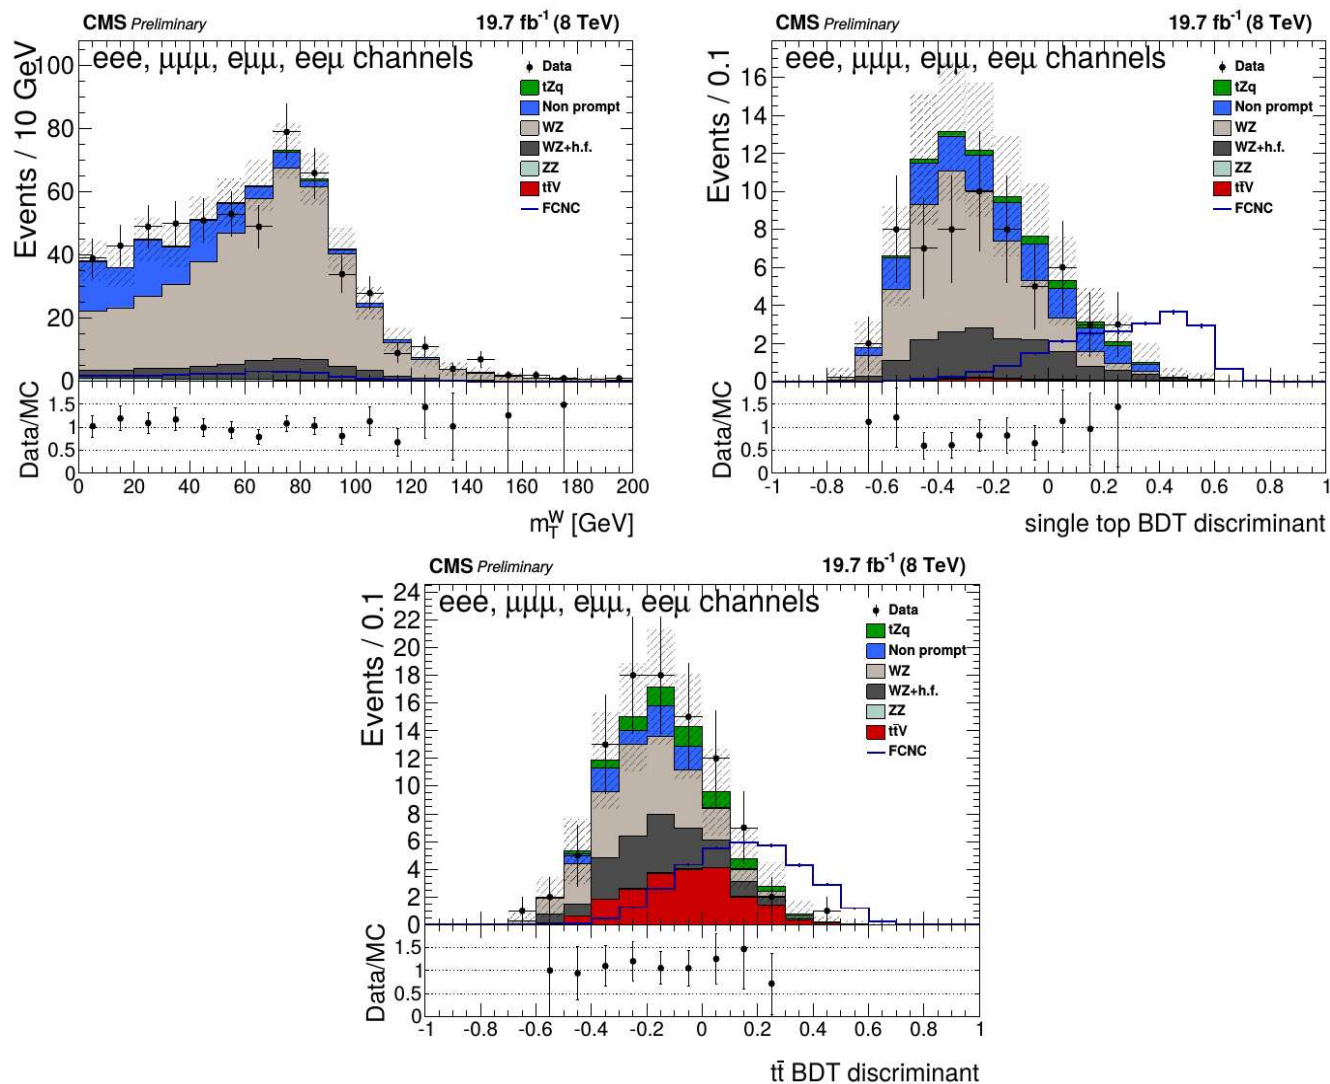 CMS Preliminary 19.7 fb⁻¹ (8 TeV)
eee, μμμ, eμμ, eeμ channels
Events / 10 GeV
100
80
60
40
20
0
Data
tZq
Non prompt
WZ
WZ+h.f.
ZZ
tt̄V
FCNC
Data/MC
1.5
1
0.5
0
0 20 40 60 80 100 120 140 160 180 200
m_T^W [GeV]
CMS Preliminary 19.7 fb⁻¹ (8 TeV)
eee, μμμ, eμμ, eeμ channels
Events / 0.1
16
14
12
10
8
6
4
2
0
Data
tZq
Non prompt
WZ
WZ+h.f.
ZZ
tt̄V
FCNC
Data/MC
1.5
1
0.5
0
-1 -0.8 -0.6 -0.4 -0.2 0 0.2 0.4 0.6 0.8 1
single top BDT discriminant
CMS Preliminary 19.7 fb⁻¹ (8 TeV)
eee, μμμ, eμμ, eeμ channels
Events / 0.1
24
22
20
18
16
14
12
10
8
6
4
2
0
Data
tZq
Non prompt
WZ
WZ+h.f.
ZZ
tt̄V
FCNC
Data/MC
1.5
1
0.5
0
-1 -0.8 -0.6 -0.4 -0.2 0 0.2 0.4 0.6 0.8 1
tt̄ BDT discriminant